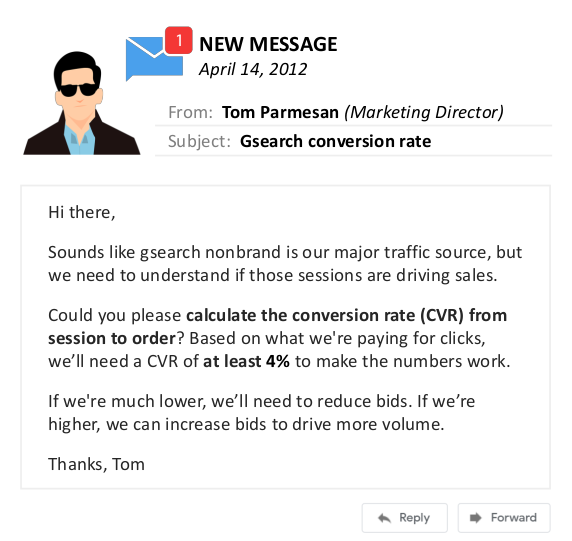 1
NEW MESSAGE
April 14, 2012
From: Tom Parmesan (Marketing Director)
Subject: Gsearch conversion rate
Hi there,
Sounds like gsearch nonbrand is our major traffic source, but
we need to understand if those sessions are driving sales.
Could you please calculate the conversion rate (CVR) from
session to order? Based on what we're paying for clicks,
we’ll need a CVR of at least 4% to make the numbers work.
If we're much lower, we’ll need to reduce bids. If we’re
higher, we can increase bids to drive more volume.
Thanks, Tom
Reply
Forward